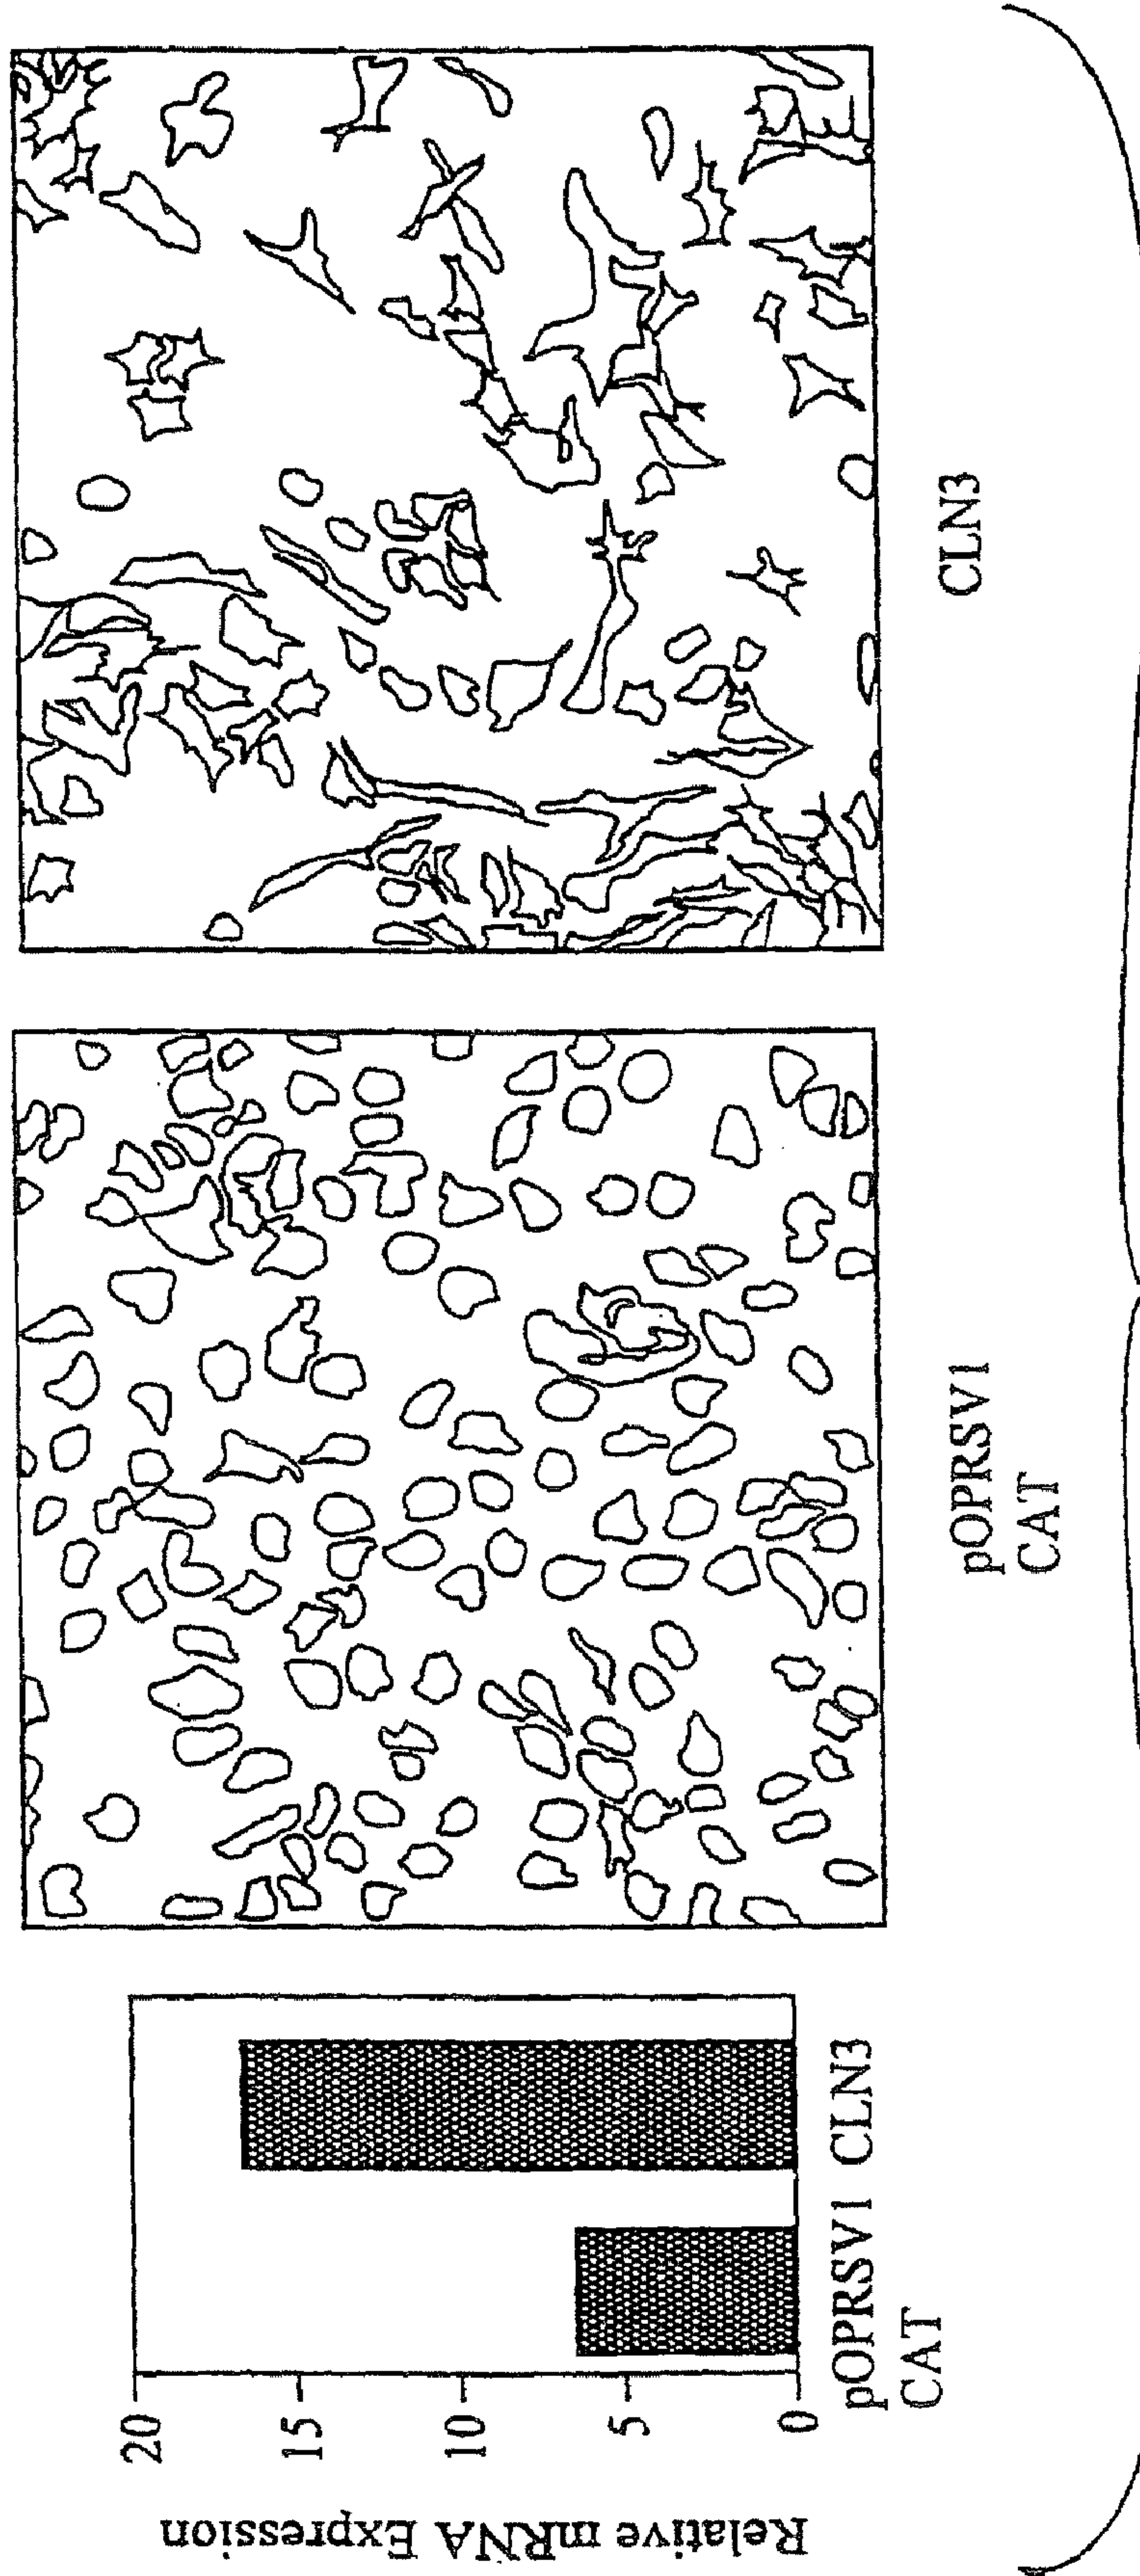 Relative mRNA Expression
20
15
10
5
0
pOPRSV1 CLN3
CAT
pOPRSV1
CAT
CLN3